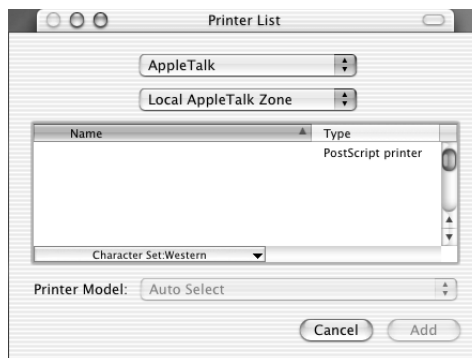 Printer List
AppleTalk
Local AppleTalk Zone
Name Type
PostScript printer
Character Set:Western
Printer Model: Auto Select
Cancel Add